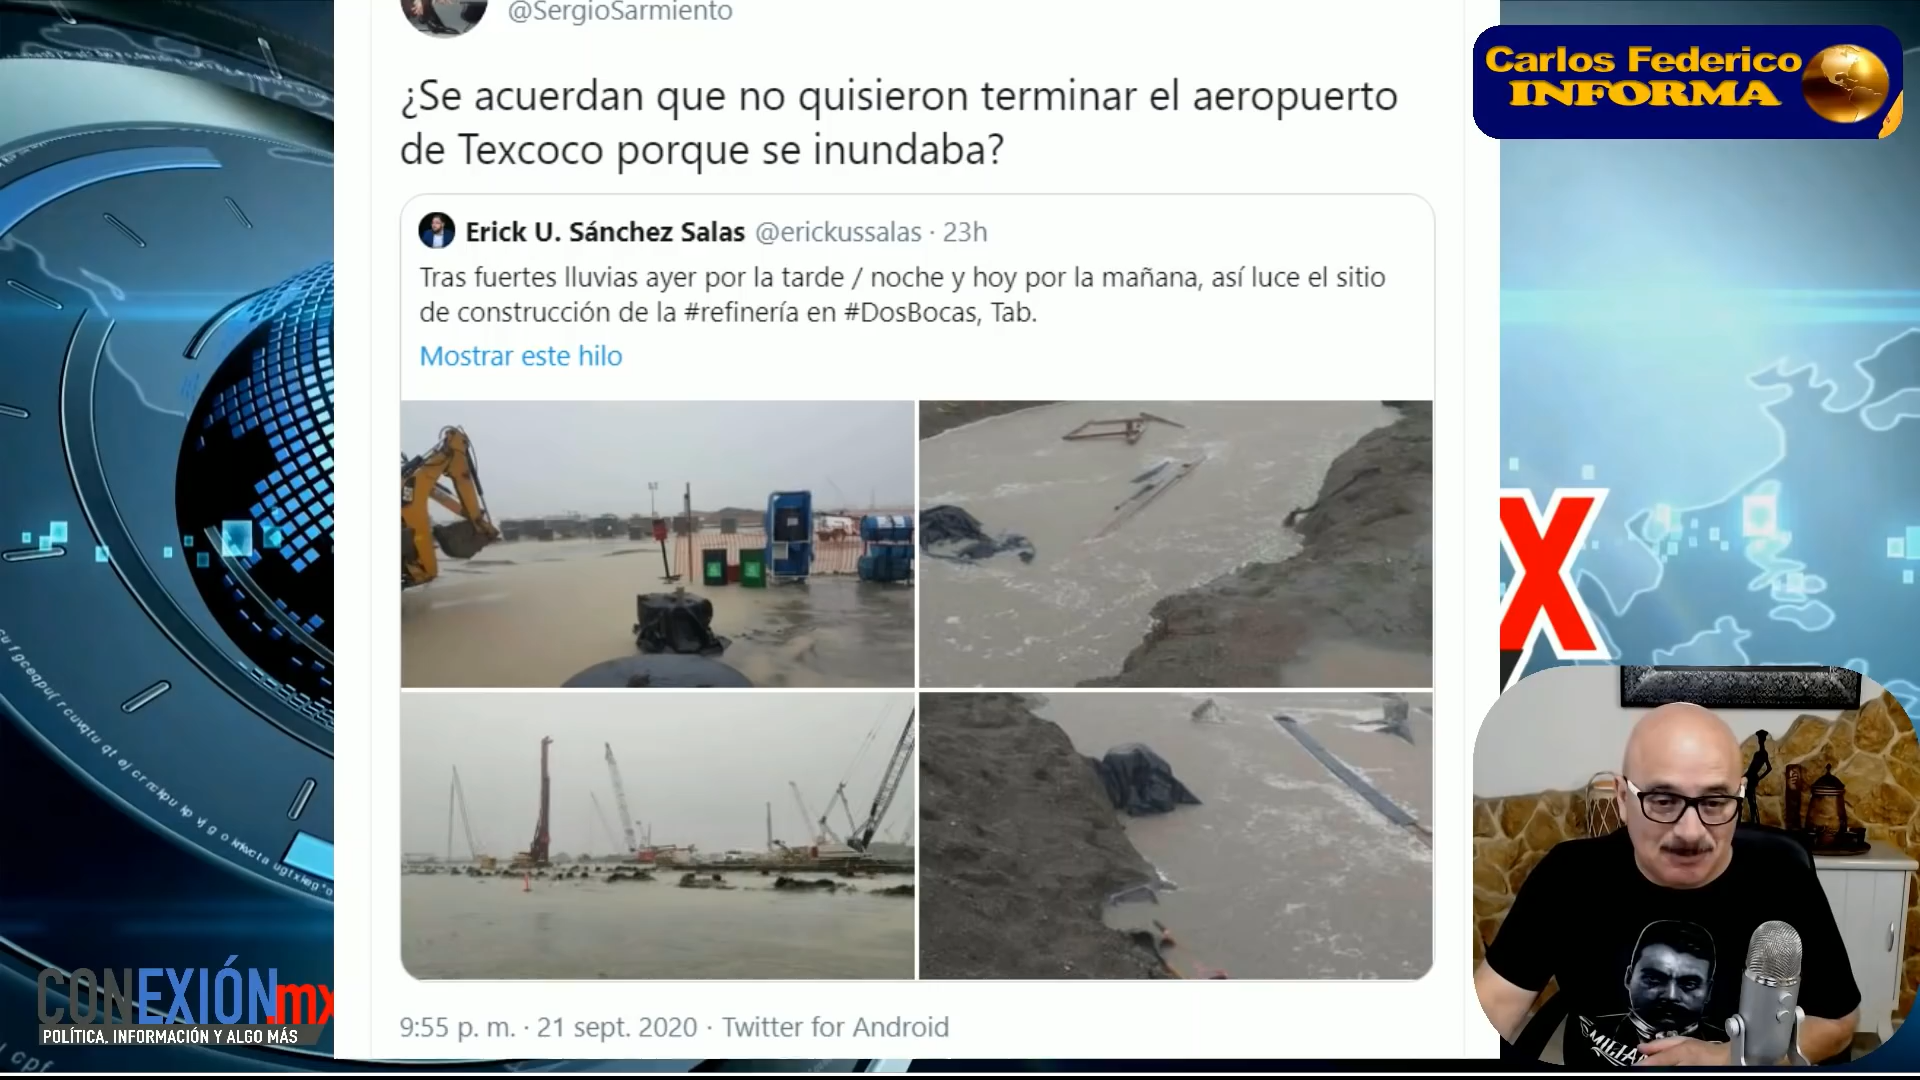 @SergioSarmiento
¿Se acuerdan que no quisieron terminar el aeropuerto
de Texcoco porque se inundaba?
Erick U. Sánchez Salas @erickussalas · 23h
Tras fuertes lluvias ayer por la tarde / noche y hoy por la mañana, así luce el sitio
de construcción de la #refinería en #DosBocas, Tab.
Mostrar este hilo
9:55 p. m. · 21 sept. 2020 · Twitter for Android
Carlos Federico
INFORMA
X
CONEXIÓN.mx
POLÍTICA, INFORMACIÓN Y ALGO MÁS